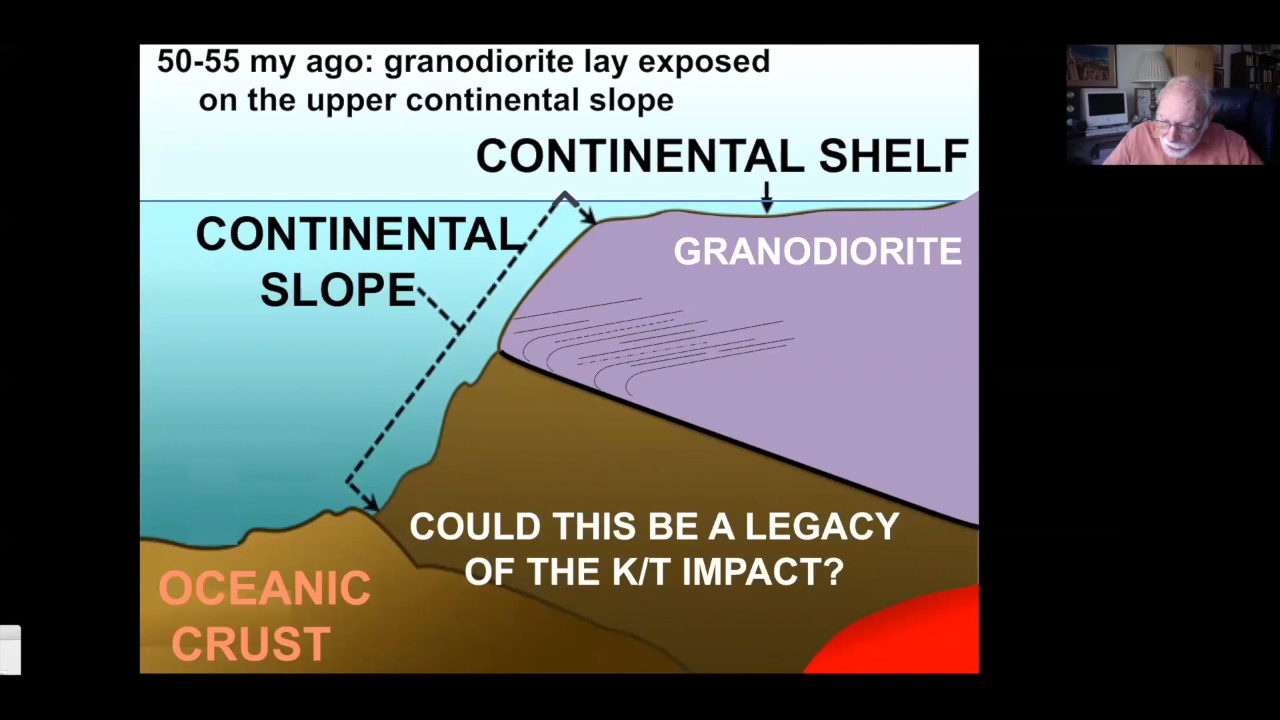 50-55 my ago: granodiorite lay exposed
on the upper continental slope
CONTINENTAL SHELF
CONTINENTAL
SLOPE
GRANODIORITE
COULD THIS BE A LEGACY
OF THE K/T IMPACT?
OCEANIC
CRUST